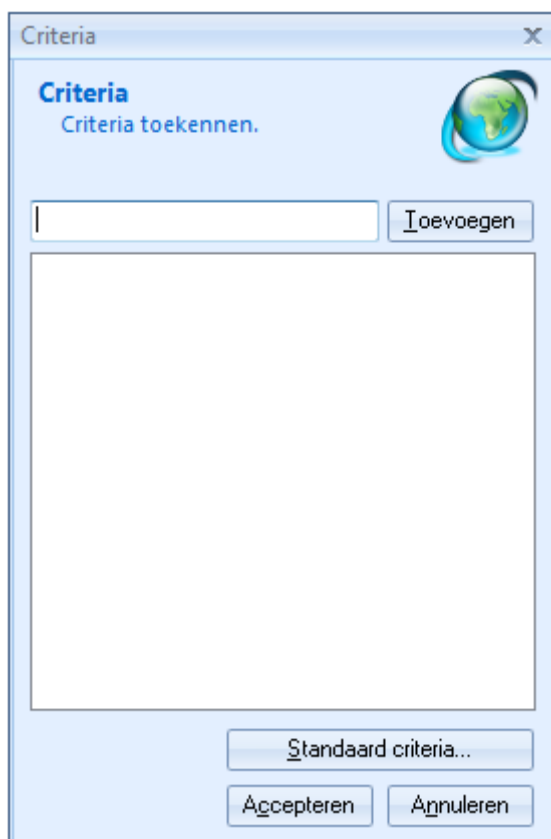 Criteria
Criteria
Criteria toekennen.
Toevoegen
Standaard criteria...
Accepteren Annuleren